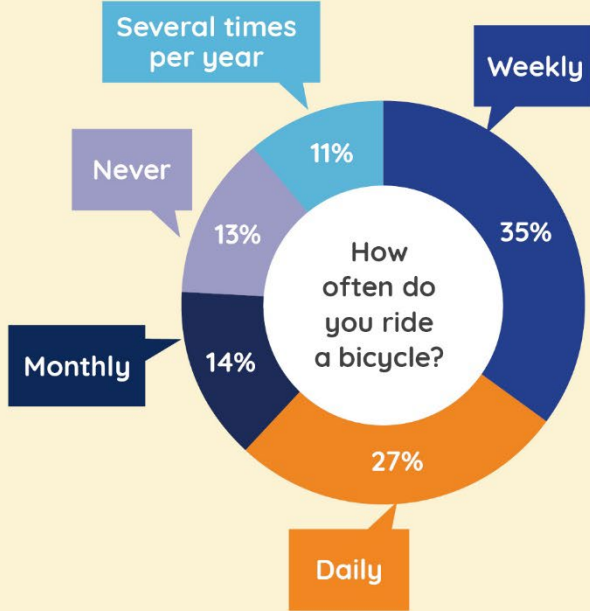 Several times
per year
Weekly
11%
Never
35%
13%
How
often do
you ride
a bicycle?
Monthly
14%
27%
Daily